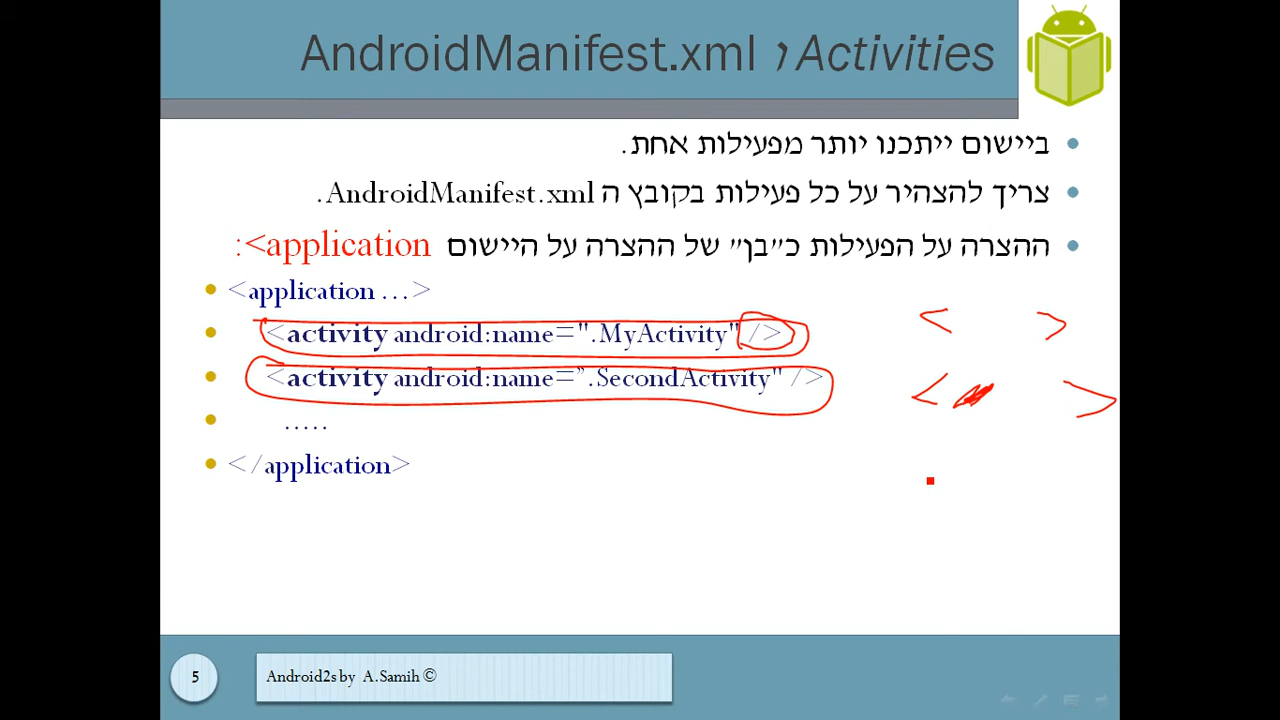 AndroidManifest.xml ו Activities
ביישום ייתכנו יותר מפעילות אחת.
צריך להצהיר על כל פעילות בקובץ ה AndroidManifest.xml.
ההצרה על הפעילות כ"בן" של ההצרה על היישום <application:
<application ...>
<activity android:name=".MyActivity" />
<activity android:name=”.SecondActivity" />
.....
</application>
< >
< >
5
Android2s by A.Samih ©